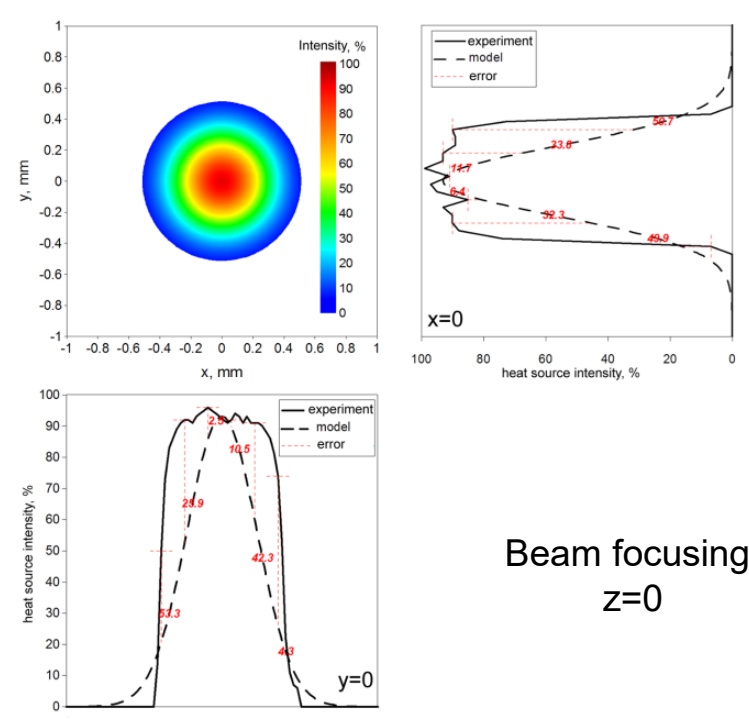 Intensity, %
1
0.8
0.6
0.4
0.2
0
-0.2
-0.4
-0.6
-0.8
-1
y, mm
100
90
80
70
60
50
40
30
20
10
0
-1 -0.8 -0.6 -0.4 -0.2 0 0.2 0.4 0.6 0.8 1
x, mm
experiment
model
error
50.7
33.6
11.7
6.4
32.3
49.9
x=0
100 80 60 40 20 0
heat source intensity, %
100
90
80
70
60
50
40
30
20
10
0
heat source intensity, %
experiment
model
error
2.5
10.5
25.9
42.3
53.3
4.3
y=0
Beam focusing
z=0